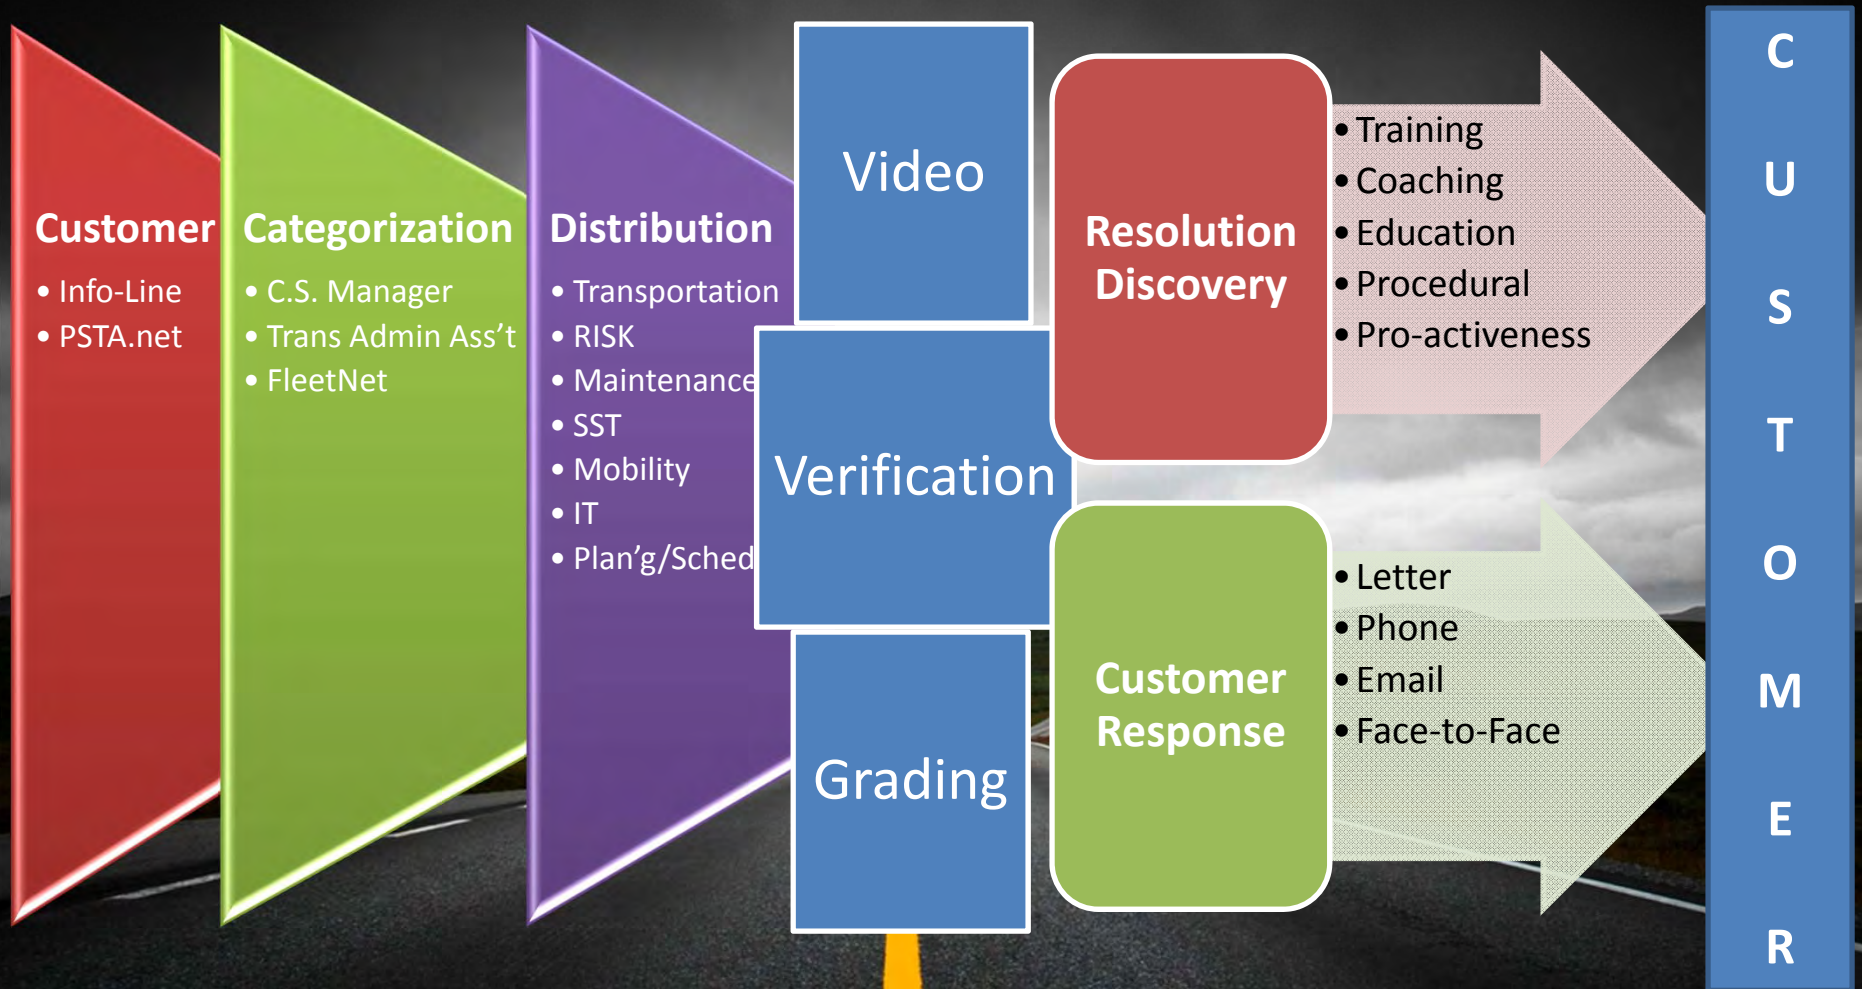 Customer
• Info-Line
• PSTA.net
Categorization
• C.S. Manager
• Trans Admin Ass’t
• FleetNet
Distribution
• Transportation
• RISK
• Maintenance
• SST
• Mobility
• IT
• Plan’g/Sched
Video
Verification
Grading
Resolution
Discovery
• Training
• Coaching
• Education
• Procedural
• Pro-activeness
Customer
Response
• Letter
• Phone
• Email
• Face-to-Face
C
U
S
T
O
M
E
R